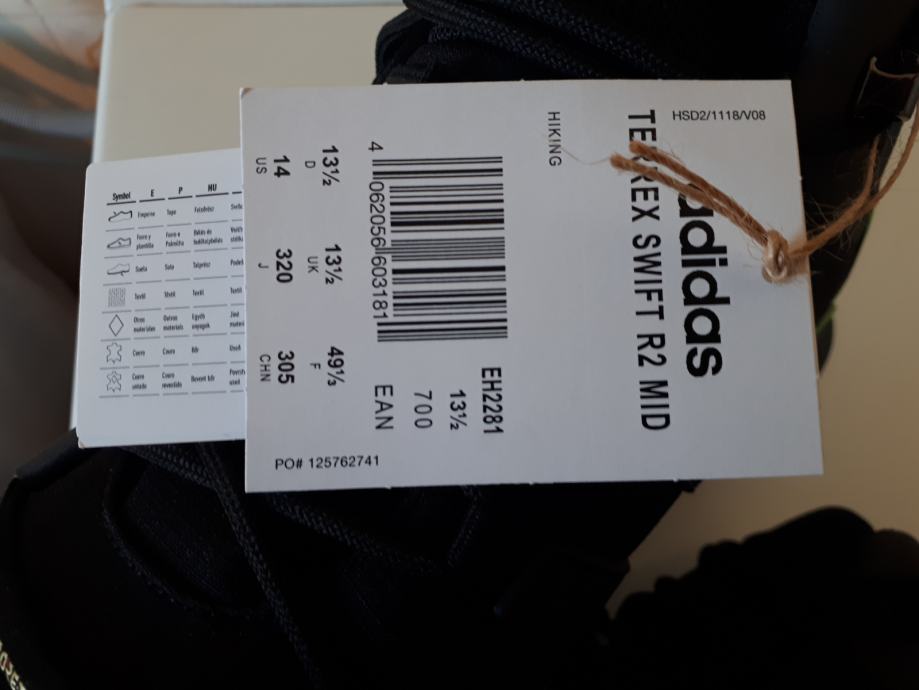 HSD2/1118/V08
adidas
TERREX SWIFT R2 MID
HIKING
EH2281
13½
700
EAN
4 062056 603181
13½ 13½ 49⅓
D UK F
14 320 305
US J CHN
PO# 125762741
Symbol E P HU
Empeine Tope Felsőrész
Forro y plantilla Forro e Palmilha Bélés és
Suela Sola Talprész
Textil Têxtil Textil
Otros materiales Outros materiais Egyéb anyagok
Cuero Couro Bőr
Cuero untado Couro revestido Bevont bőr